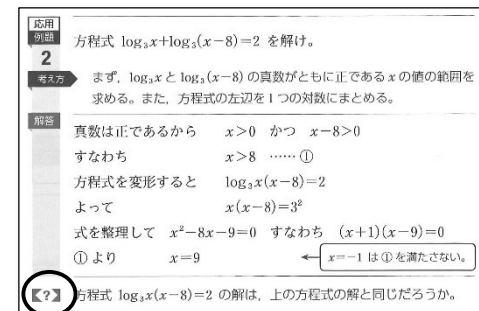 応用
例題
2
方程式 log₃x+log₃(x−8)=2 を解け。
考え方
まず，log₃x と log₃(x−8) の真数がともに正である x の値の範囲を
求める。また，方程式の左辺を1つの対数にまとめる。
解答
真数は正であるから x>0 かつ x−8>0
すなわち x>8 ……①
方程式を変形すると log₃x(x−8)=2
よって x(x−8)=3²
式を整理して x²−8x−9=0 すなわち (x+1)(x−9)=0
①より x=9 ← x=−1 は①を満たさない。
【?】方程式 log₃x(x−8)=2 の解は，上の方程式の解と同じだろうか。